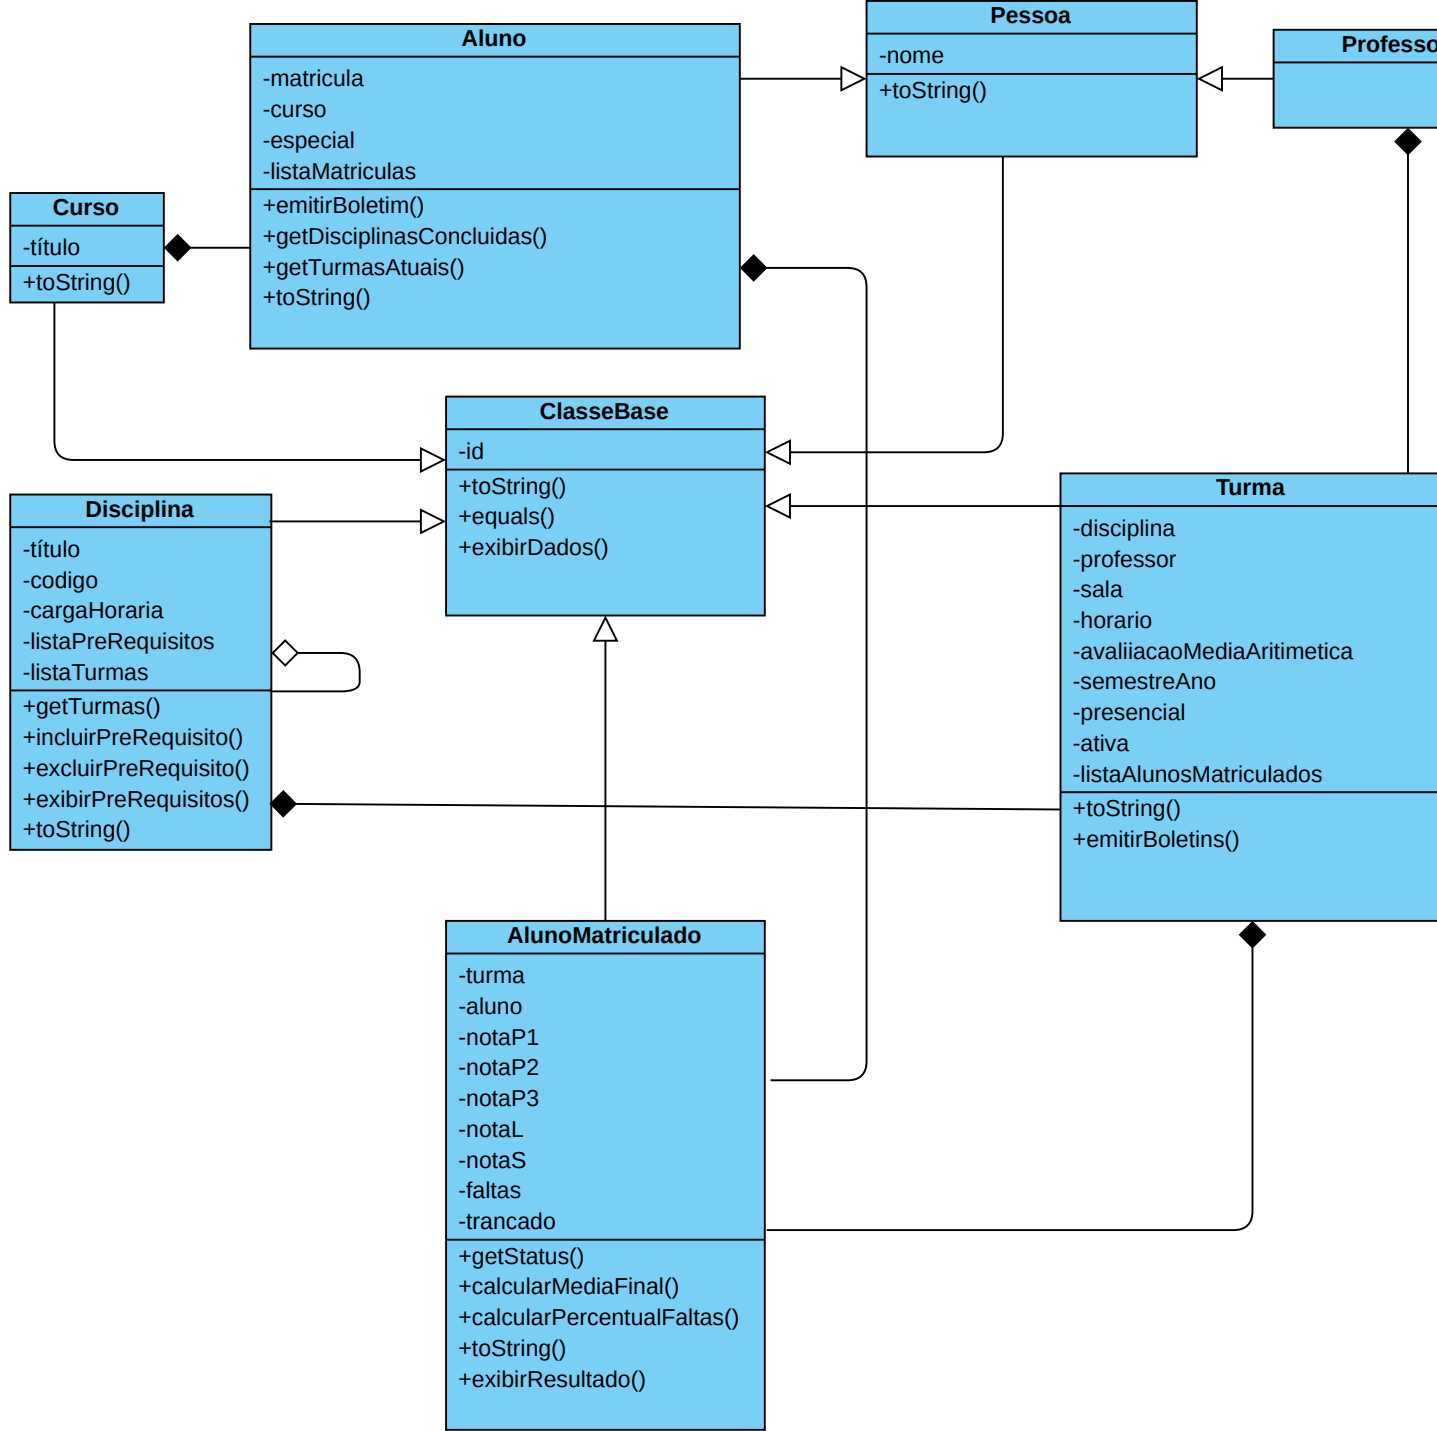 Pessoa
-nome
+toString()
Aluno
-matricula
-curso
-especial
-listaMatriculas
+emitirBoletim()
+getDisciplinasConcluidas()
+getTurmasAtuais()
+toString()
Professo
Curso
-título
+toString()
ClasseBase
-id
+toString()
+equals()
+exibirDados()
Disciplina
-título
-codigo
-cargaHoraria
-listaPreRequisitos
-listaTurmas
+getTurmas()
+incluirPreRequisito()
+excluirPreRequisito()
+exibirPreRequisitos()
+toString()
Turma
-disciplina
-professor
-sala
-horario
-avaliiacaoMediaAritimetica
-semestreAno
-presencial
-ativa
-listaAlunosMatriculados
+toString()
+emitirBoletins()
AlunoMatriculado
-turma
-aluno
-notaP1
-notaP2
-notaP3
-notaL
-notaS
-faltas
-trancado
+getStatus()
+calcularMediaFinal()
+calcularPercentualFaltas()
+toString()
+exibirResultado()